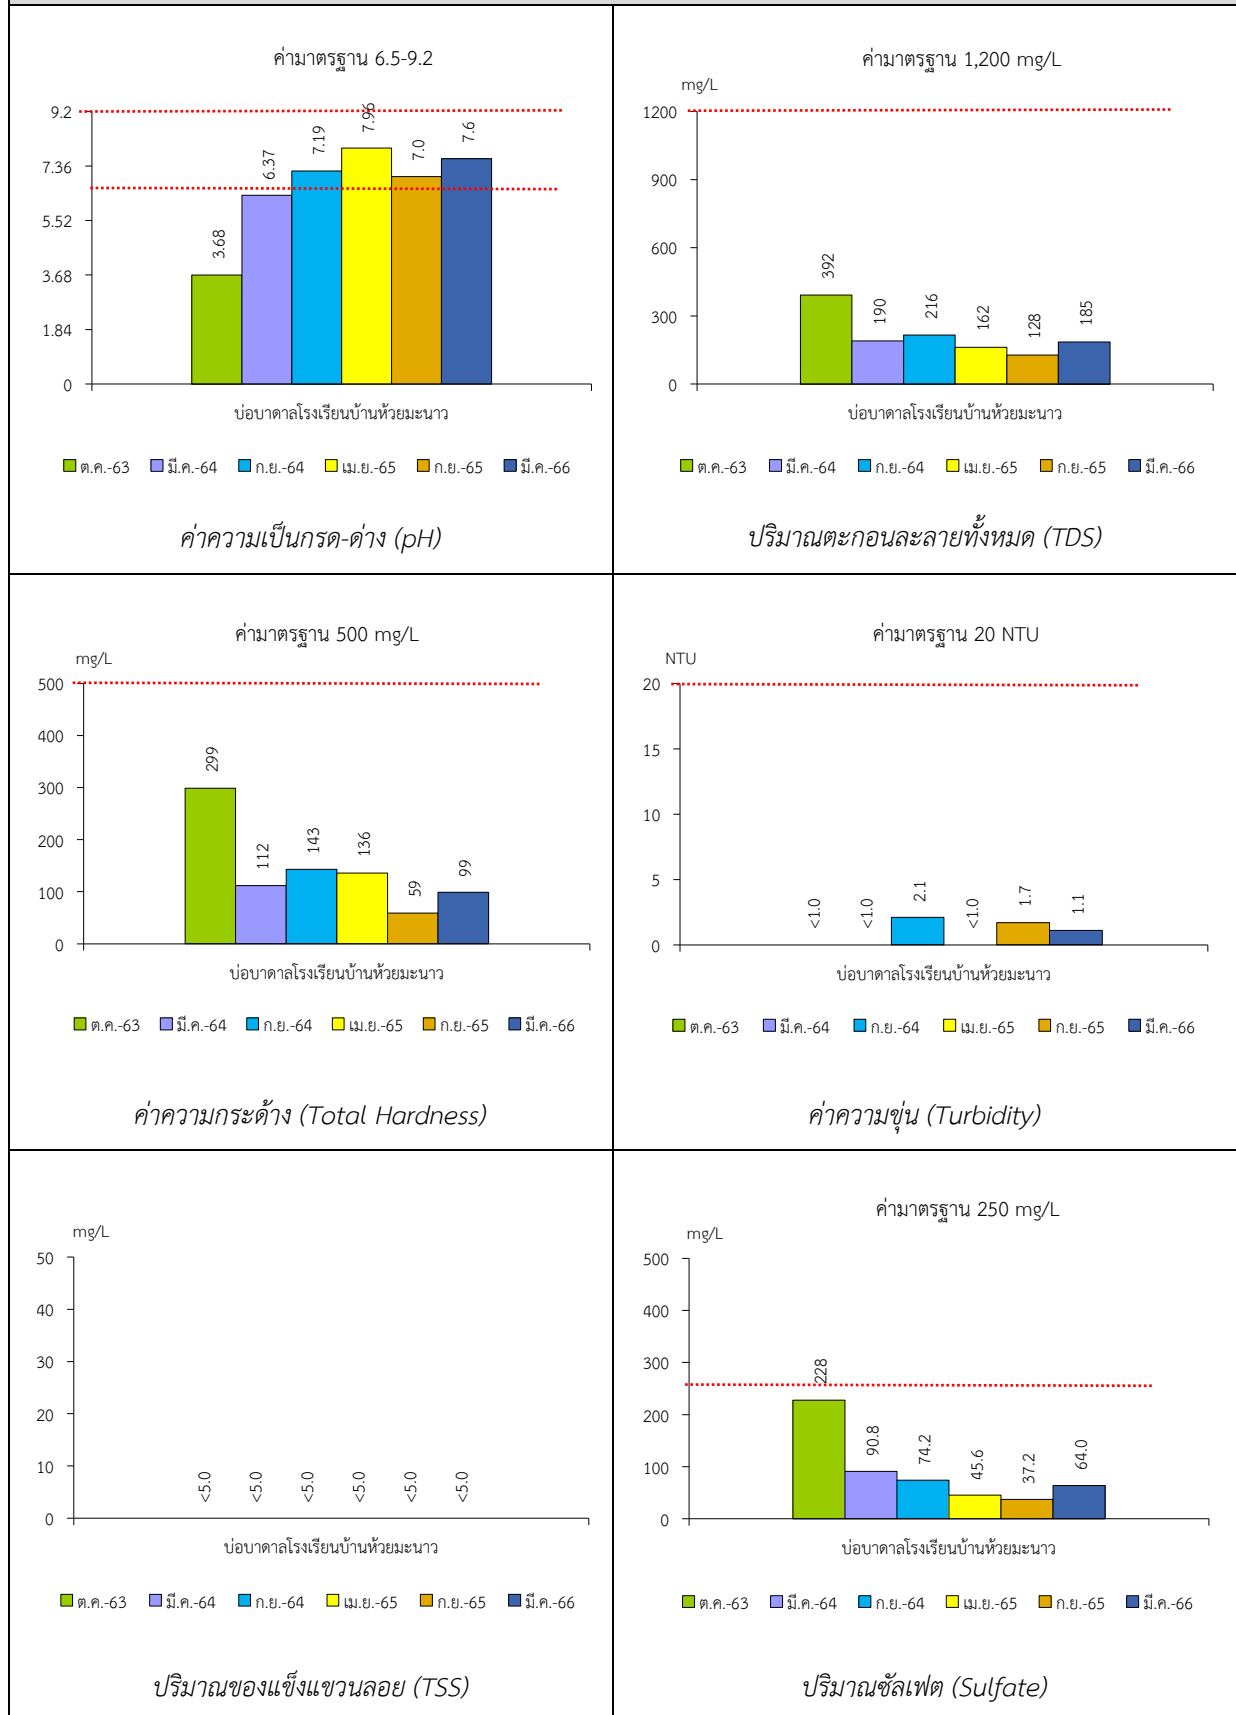 ค่ามาตรฐาน 6.5-9.2
9.2
7.36
5.52
3.68
1.84
0
3.68
6.37
7.19
7.96
7.0
7.6
บ่อบาดาลโรงเรียนบ้านห้วยมะนาว
ต.ค.-63 มี.ค.-64 ก.ย.-64 เม.ย.-65 ก.ย.-65 มี.ค.-66
ค่าความเป็นกรด-ด่าง (pH)
ค่ามาตรฐาน 1,200 mg/L
mg/L
1200
900
600
300
0
392
190
216
162
128
185
บ่อบาดาลโรงเรียนบ้านห้วยมะนาว
ต.ค.-63 มี.ค.-64 ก.ย.-64 เม.ย.-65 ก.ย.-65 มี.ค.-66
ปริมาณตะกอนละลายทั้งหมด (TDS)
ค่ามาตรฐาน 500 mg/L
mg/L
500
400
300
200
100
0
299
112
143
136
59
99
บ่อบาดาลโรงเรียนบ้านห้วยมะนาว
ต.ค.-63 มี.ค.-64 ก.ย.-64 เม.ย.-65 ก.ย.-65 มี.ค.-66
ค่าความกระด้าง (Total Hardness)
ค่ามาตรฐาน 20 NTU
NTU
20
15
10
5
0
<1.0
<1.0
2.1
<1.0
1.7
1.1
บ่อบาดาลโรงเรียนบ้านห้วยมะนาว
ต.ค.-63 มี.ค.-64 ก.ย.-64 เม.ย.-65 ก.ย.-65 มี.ค.-66
ค่าความขุ่น (Turbidity)
mg/L
50
40
30
20
10
0
<5.0
<5.0
<5.0
<5.0
<5.0
<5.0
บ่อบาดาลโรงเรียนบ้านห้วยมะนาว
ต.ค.-63 มี.ค.-64 ก.ย.-64 เม.ย.-65 ก.ย.-65 มี.ค.-66
ปริมาณของแข็งแขวนลอย (TSS)
ค่ามาตรฐาน 250 mg/L
mg/L
500
400
300
200
100
0
228
90.8
74.2
45.6
37.2
64.0
บ่อบาดาลโรงเรียนบ้านห้วยมะนาว
ต.ค.-63 มี.ค.-64 ก.ย.-64 เม.ย.-65 ก.ย.-65 มี.ค.-66
ปริมาณซัลเฟต (Sulfate)